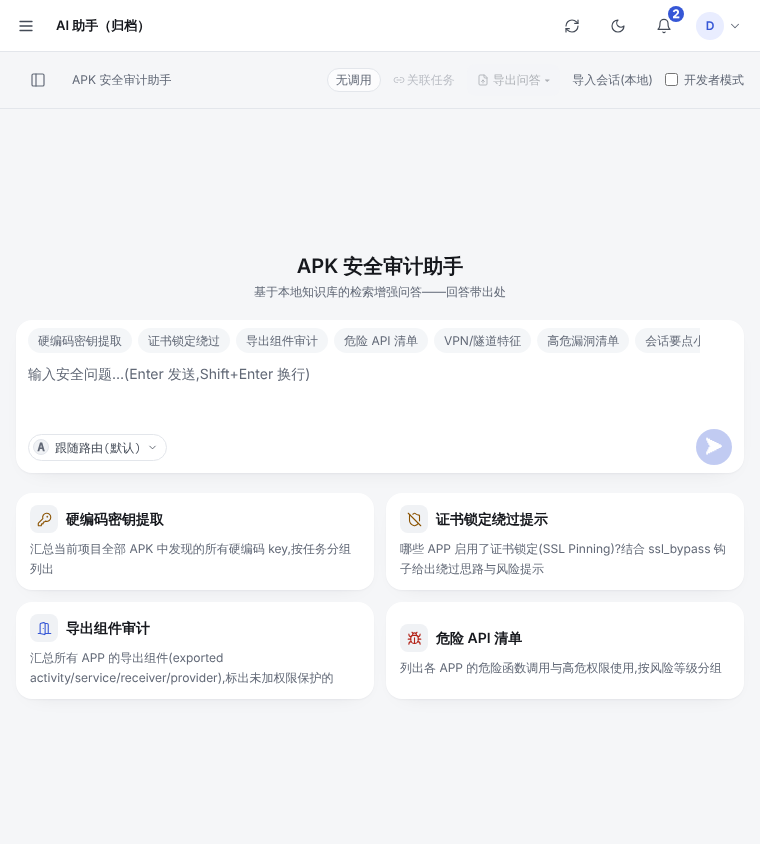 AI 助手（归档）
2
D
APK 安全审计助手
无调用
关联任务
导出问答
导入会话(本地)
开发者模式
APK 安全审计助手
基于本地知识库的检索增强问答——回答带出处
硬编码密钥提取
证书锁定绕过
导出组件审计
危险 API 清单
VPN/隧道特征
高危漏洞清单
会话要点小
输入安全问题...(Enter 发送,Shift+Enter 换行)
A
跟随路由(默认)
硬编码密钥提取
汇总当前项目全部 APK 中发现的所有硬编码 key,按任务分组
列出
证书锁定绕过提示
哪些 APP 启用了证书锁定(SSL Pinning)?结合 ssl_bypass 钩
子给出绕过思路与风险提示
导出组件审计
汇总所有 APP 的导出组件(exported
activity/service/receiver/provider),标出未加权限保护的
危险 API 清单
列出各 APP 的危险函数调用与高危权限使用,按风险等级分组